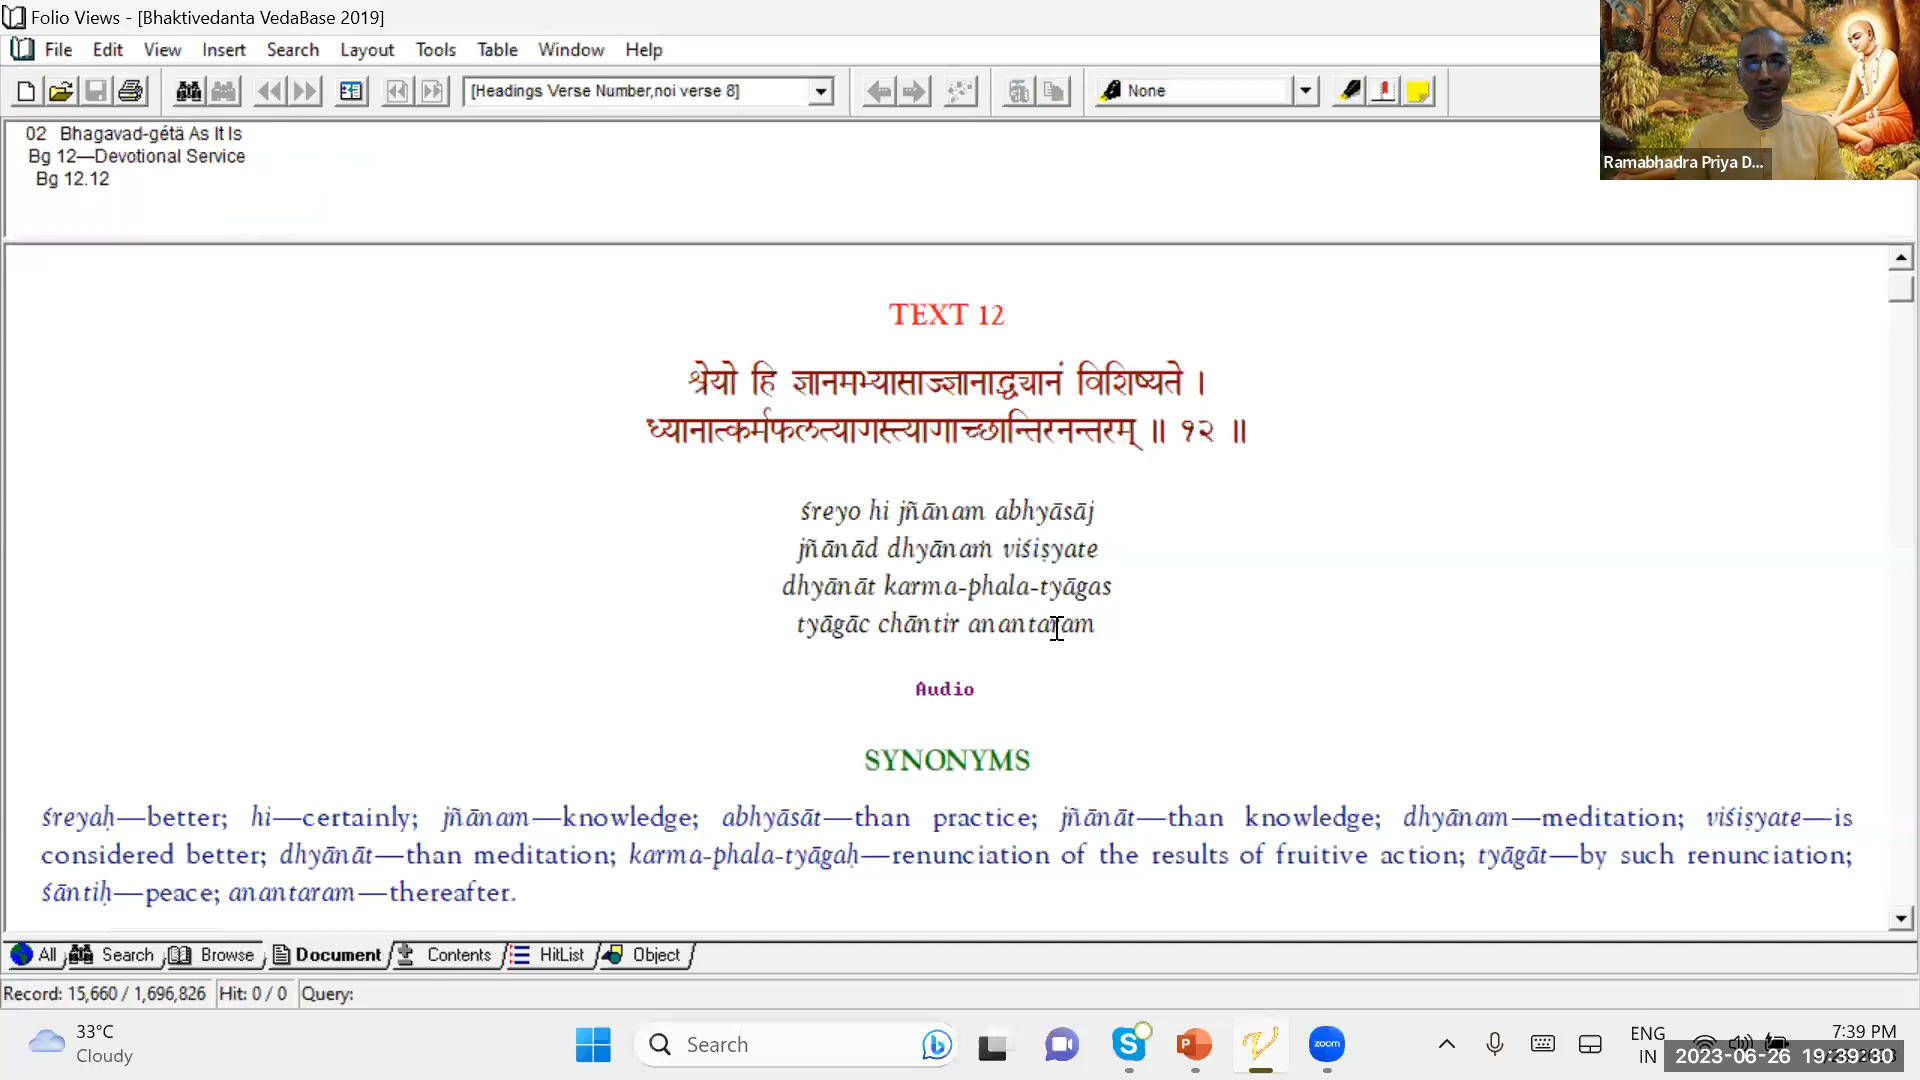 Folio Views - [Bhaktivedanta VedaBase 2019]
File Edit View Insert Search Layout Tools Table Window Help
[Headings Verse Number,noi verse 8]
None
Ramabhadra Priya D...
02 Bhagavad-gétä As It Is
Bg 12—Devotional Service
Bg 12.12
TEXT 12
श्रेयो हि ज्ञानमभ्यासाज्ज्ञानाद्ध्यानं विशिष्यते ।
ध्यानात्कर्मफलत्यागस्त्यागाच्छान्तिरनन्तरम् ॥ १२ ॥
śreyo hi jñānam abhyāsāj
jñānād dhyānaṁ viśiṣyate
dhyānāt karma-phala-tyāgas
tyāgāc chāntir anantaram
Audio
SYNONYMS
śreyaḥ—better; hi—certainly; jñānam—knowledge; abhyāsāt—than practice; jñānāt—than knowledge; dhyānam—meditation; viśiṣyate—is
considered better; dhyānāt—than meditation; karma-phala-tyāgaḥ—renunciation of the results of fruitive action; tyāgāt—by such renunciation;
śāntiḥ—peace; anantaram—thereafter.
All Search Browse Document Contents HitList Object
Record: 15,660 / 1,696,826 Hit: 0 / 0 Query:
33°C
Cloudy
Search
zoom
ENG
IN
7:39 PM
2023-06-26 19:39:30